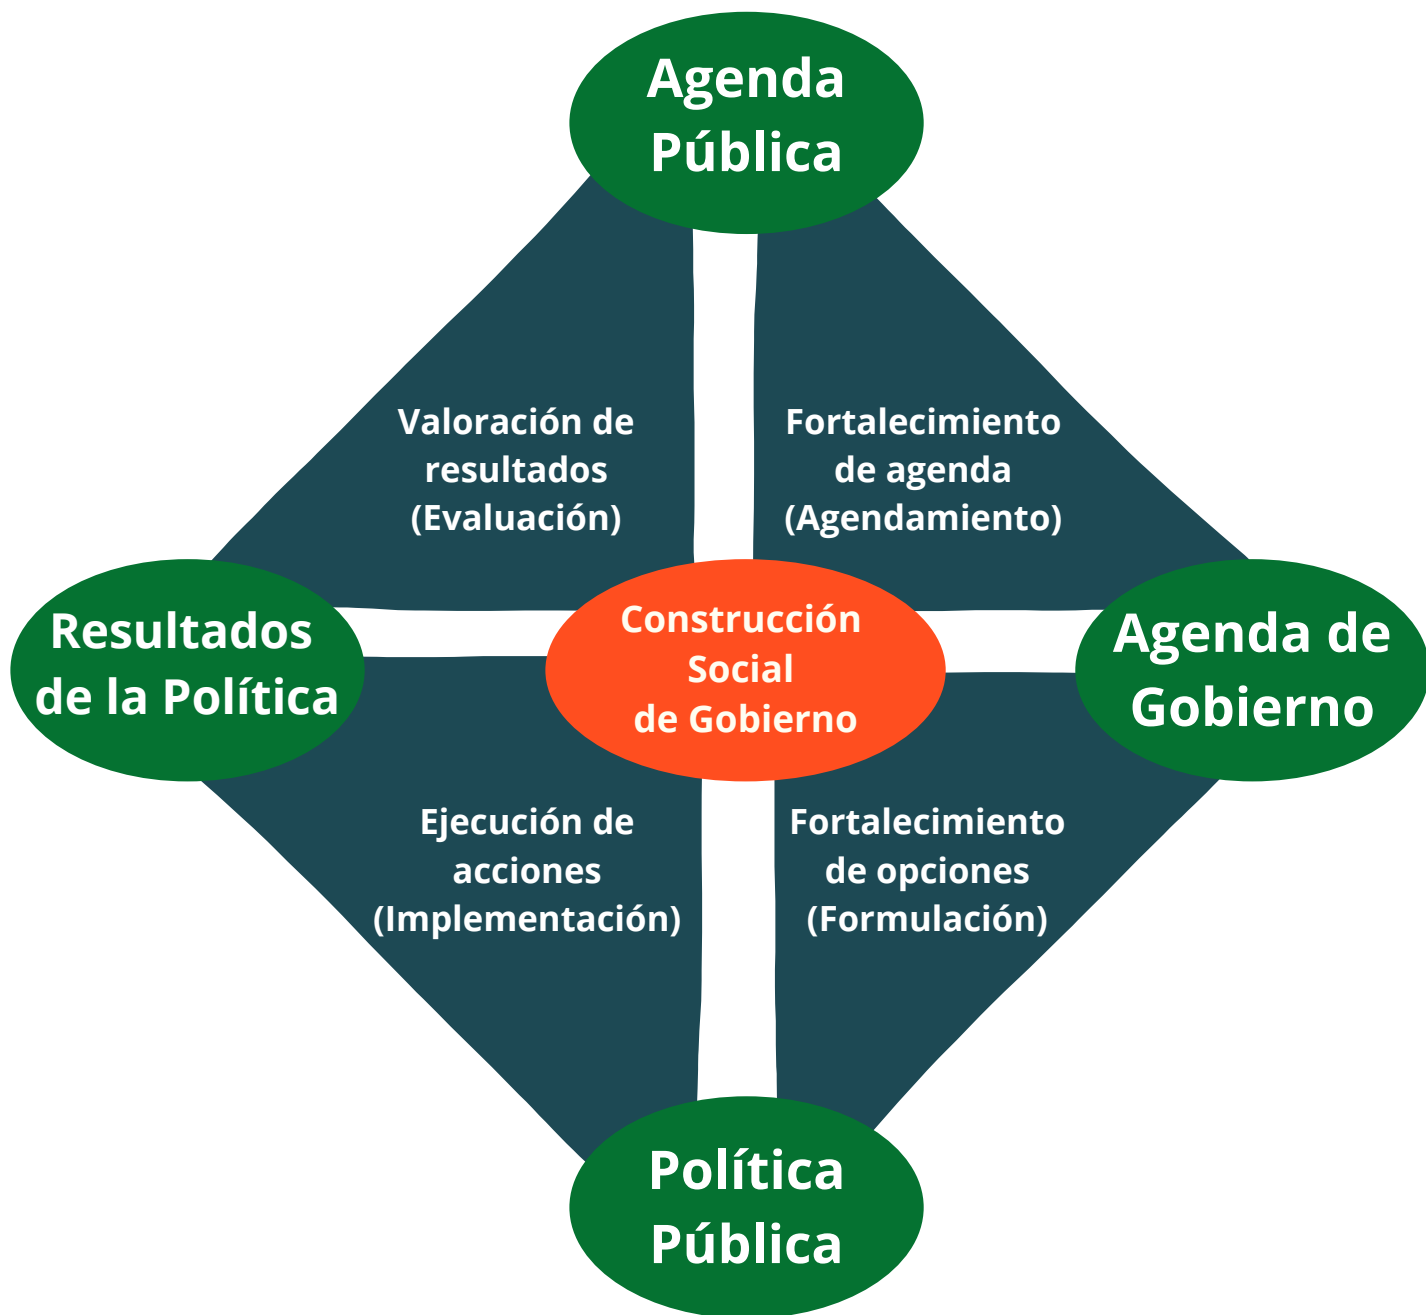 Agenda
Pública
Valoración de
resultados
(Evaluación)
Fortalecimiento
de agenda
(Agendamiento)
Resultados
de la Política
Construcción
Social
de Gobierno
Agenda de
Gobierno
Ejecución de
acciones
(Implementación)
Fortalecimiento
de opciones
(Formulación)
Política
Pública